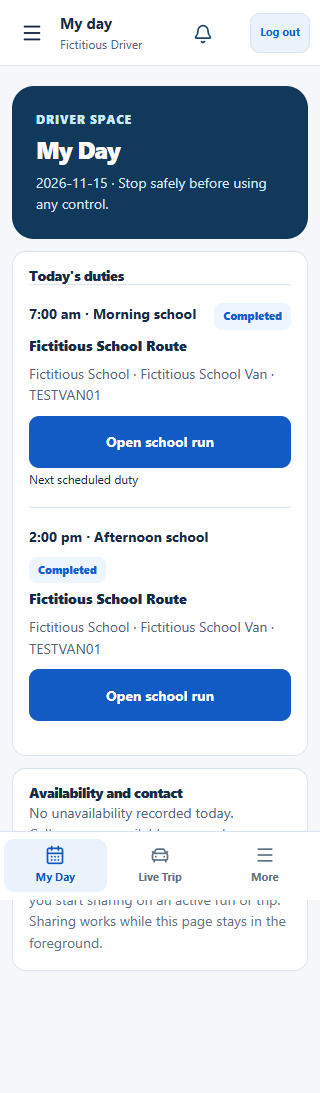 My day
Fictitious Driver
Log out
DRIVER SPACE
My Day
2026-11-15 · Stop safely before using
any control.
Today's duties
7:00 am · Morning school
Completed
Fictitious School Route
Fictitious School · Fictitious School Van ·
TESTVAN01
Open school run
Next scheduled duty
2:00 pm · Afternoon school
Completed
Fictitious School Route
Fictitious School · Fictitious School Van ·
TESTVAN01
Open school run
Availability and contact
No unavailability recorded today.
My Day
Live Trip
More
you start sharing on an active run or trip.
Sharing works while this page stays in the
foreground.